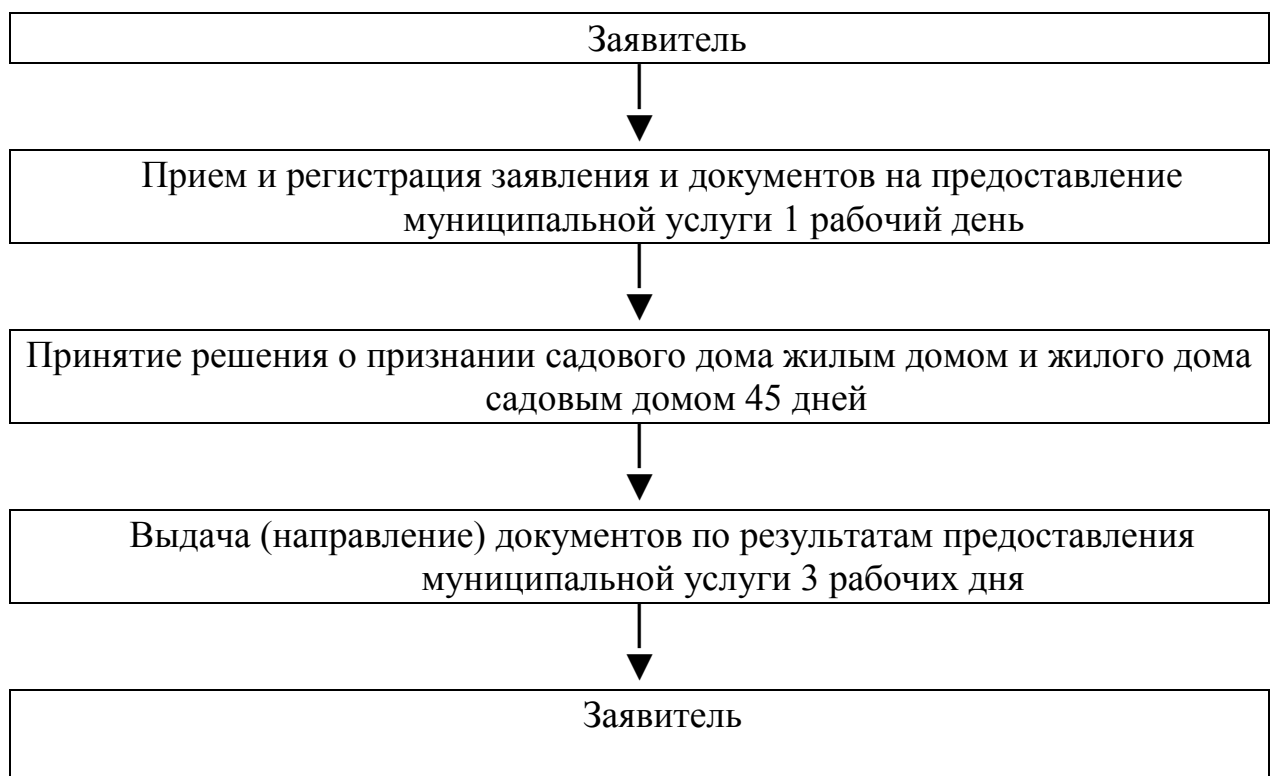 Заявитель
Прием и регистрация заявления и документов на предоставление
муниципальной услуги 1 рабочий день
Принятие решения о признании садового дома жилым домом и жилого дома
садовым домом 45 дней
Выдача (направление) документов по результатам предоставления
муниципальной услуги 3 рабочих дня
Заявитель